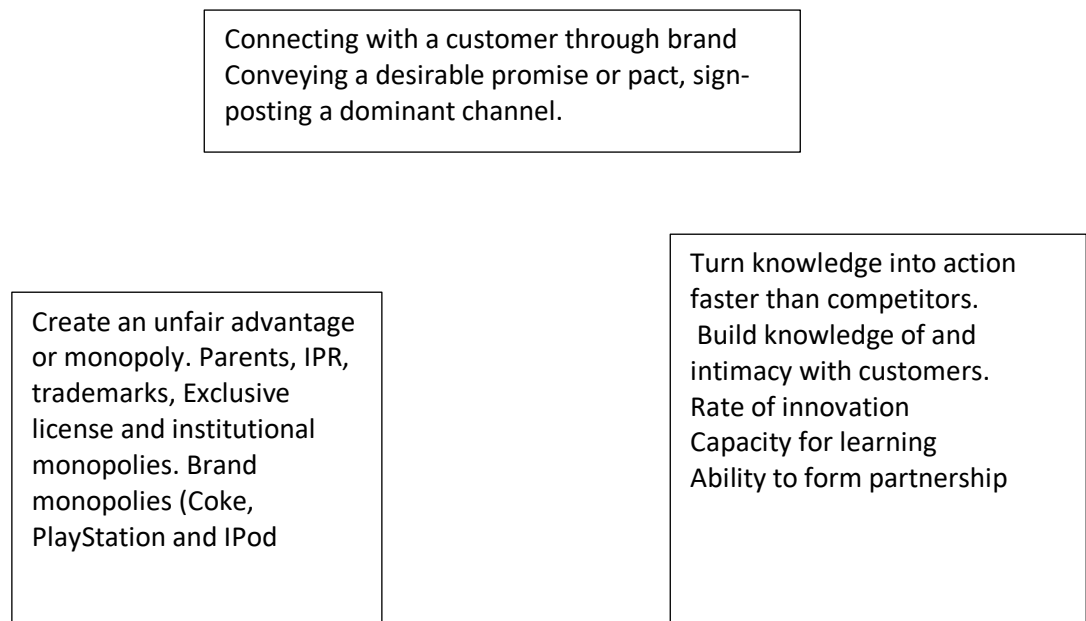 Connecting with a customer through brand
Conveying a desirable promise or pact, sign-
posting a dominant channel.
Create an unfair advantage
or monopoly. Parents, IPR,
trademarks, Exclusive
license and institutional
monopolies. Brand
monopolies (Coke,
PlayStation and IPod
Turn knowledge into action
faster than competitors.
Build knowledge of and
intimacy with customers.
Rate of innovation
Capacity for learning
Ability to form partnership